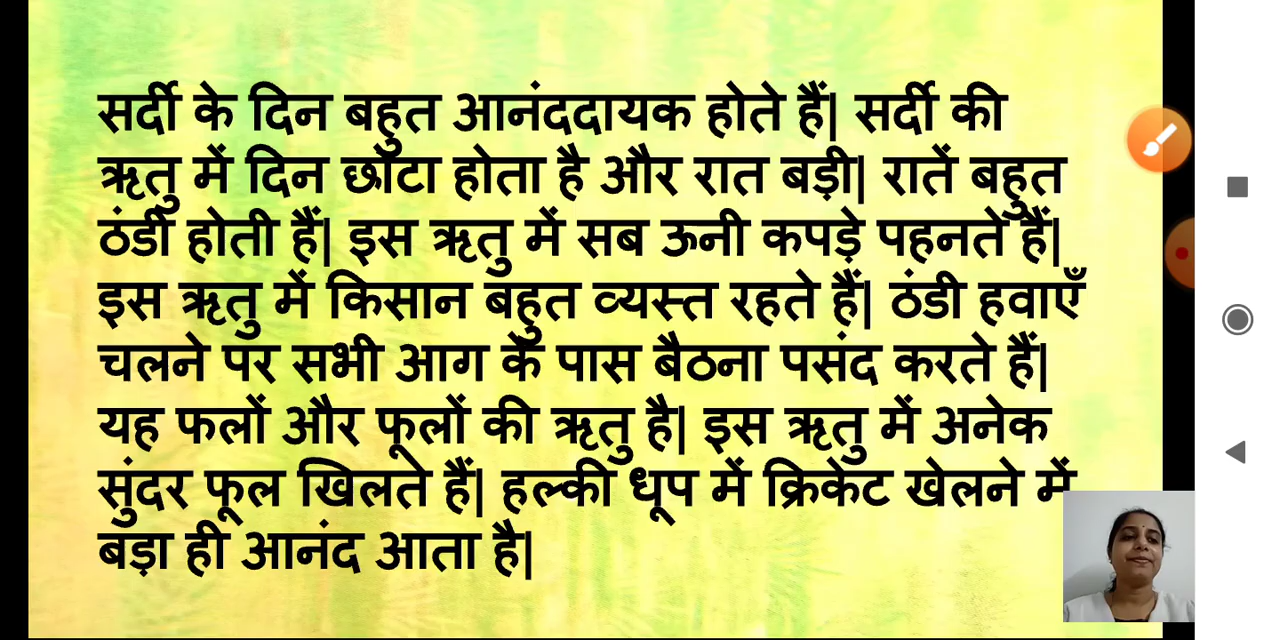 सर्दी के दिन बहुत आनंददायक होते हैं| सर्दी की
ऋतु में दिन छोटा होता है और रात बड़ी| रातें बहुत
ठंडी होती हैं| इस ऋतु में सब ऊनी कपड़े पहनते हैं|
इस ऋतु में किसान बहुत व्यस्त रहते हैं| ठंडी हवाएँ
चलने पर सभी आग के पास बैठना पसंद करते हैं|
यह फलों और फूलों की ऋतु है| इस ऋतु में अनेक
सुंदर फूल खिलते हैं| हल्की धूप में क्रिकेट खेलने में
बड़ा ही आनंद आता है|